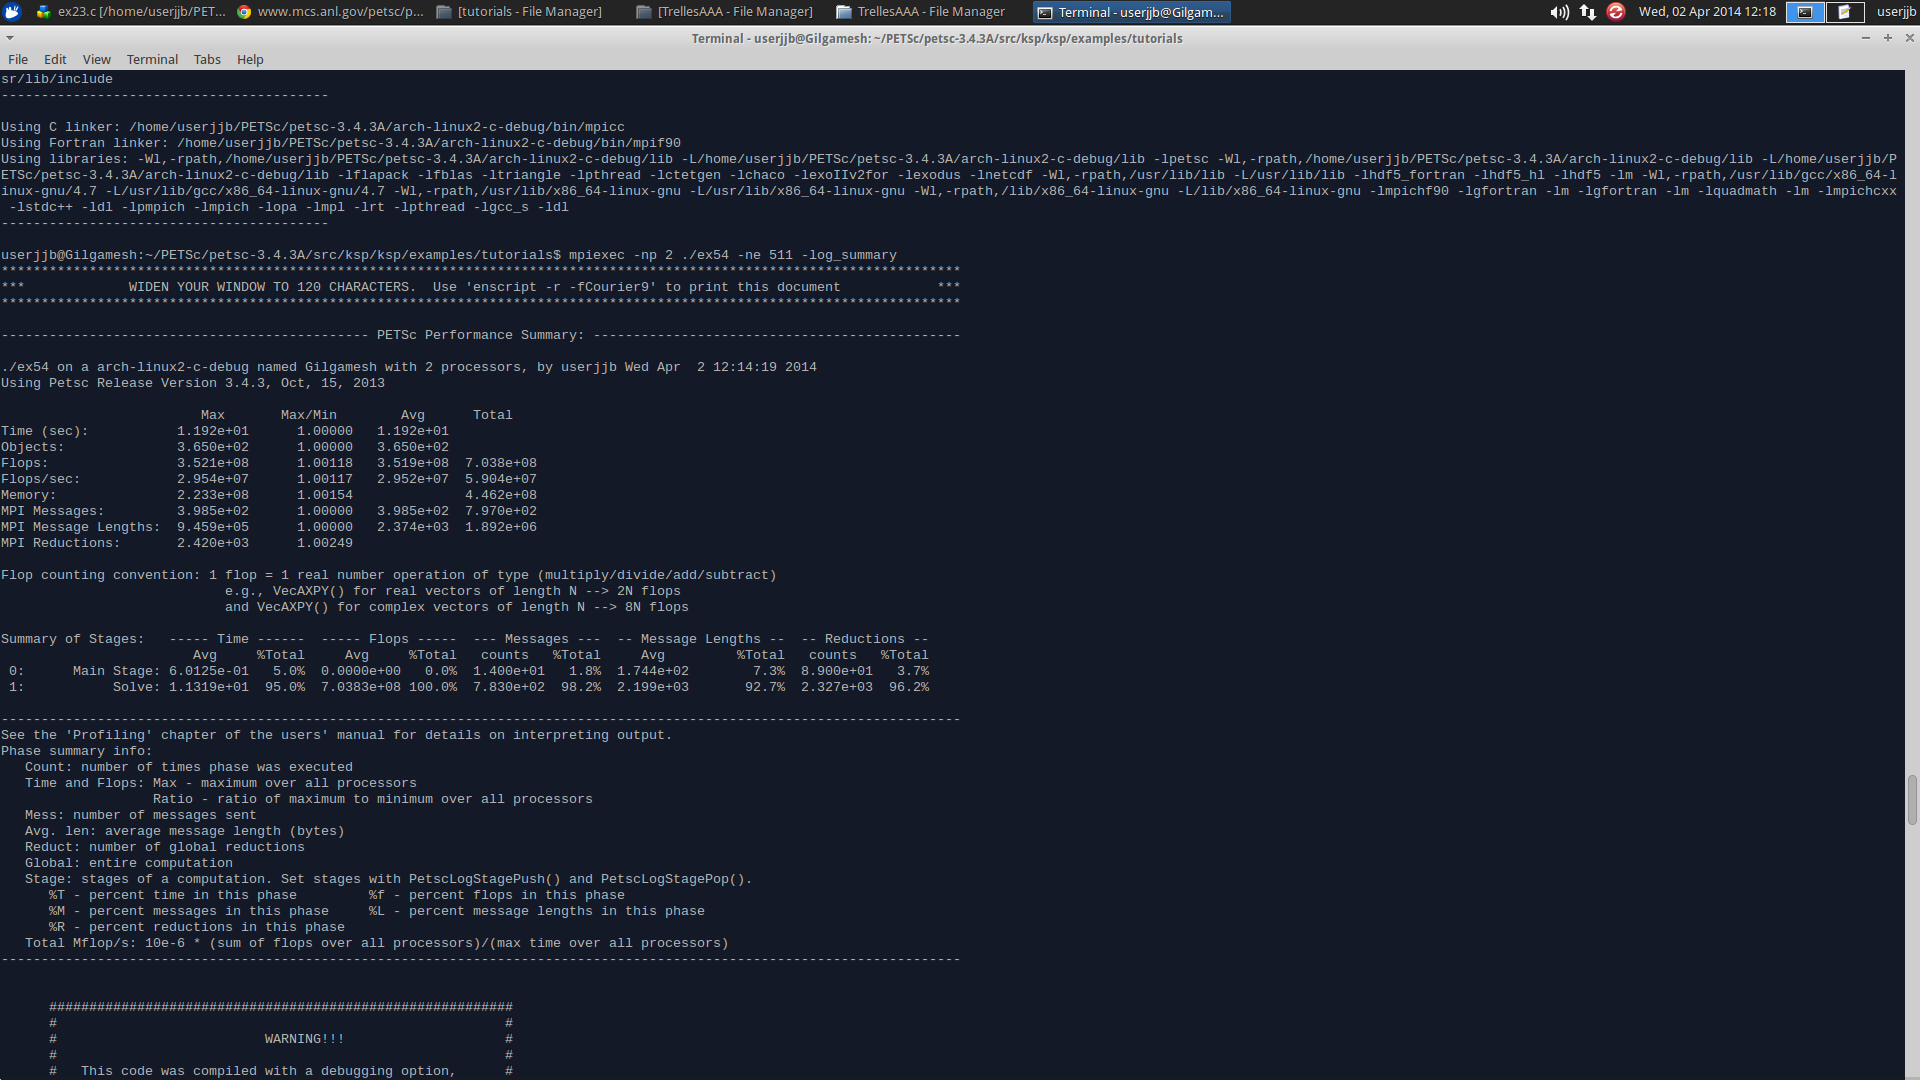 ex23.c [/home/userjjb/PET... www.mcs.anl.gov/petsc/p... [tutorials - File Manager] [TrellesAAA - File Manager] TrellesAAA - File Manager Terminal - userjjb@Gilgam... Wed, 02 Apr 2014 12:18 userjjb
Terminal - userjjb@Gilgamesh: ~/PETSc/petsc-3.4.3A/src/ksp/ksp/examples/tutorials
File Edit View Terminal Tabs Help
sr/lib/include
-----------------------------------------
Using C linker: /home/userjjb/PETSc/petsc-3.4.3A/arch-linux2-c-debug/bin/mpicc
Using Fortran linker: /home/userjjb/PETSc/petsc-3.4.3A/arch-linux2-c-debug/bin/mpif90
Using libraries: -Wl,-rpath,/home/userjjb/PETSc/petsc-3.4.3A/arch-linux2-c-debug/lib -L/home/userjjb/PETSc/petsc-3.4.3A/arch-linux2-c-debug/lib -lpetsc -Wl,-rpath,/home/userjjb/PETSc/petsc-3.4.3A/arch-linux2-c-debug/lib -L/home/userjjb/P
ETSc/petsc-3.4.3A/arch-linux2-c-debug/lib -lflapack -lfblas -ltriangle -lpthread -lctetgen -lchaco -lexoIIv2for -lexodus -lnetcdf -Wl,-rpath,/usr/lib/lib -L/usr/lib/lib -lhdf5_fortran -lhdf5_hl -lhdf5 -lm -Wl,-rpath,/usr/lib/gcc/x86_64-l
inux-gnu/4.7 -L/usr/lib/gcc/x86_64-linux-gnu/4.7 -Wl,-rpath,/usr/lib/x86_64-linux-gnu -L/usr/lib/x86_64-linux-gnu -Wl,-rpath,/lib/x86_64-linux-gnu -L/lib/x86_64-linux-gnu -lmpichf90 -lgfortran -lm -lgfortran -lm -lquadmath -lm -lmpichcxx
-lstdc++ -ldl -lpmpich -lmpich -lopa -lmpl -lrt -lpthread -lgcc_s -ldl
-----------------------------------------
userjjb@Gilgamesh:~/PETSc/petsc-3.4.3A/src/ksp/ksp/examples/tutorials$ mpiexec -np 2 ./ex54 -ne 511 -log_summary
************************************************************************************************************************
*** WIDEN YOUR WINDOW TO 120 CHARACTERS. Use 'enscript -r -fCourier9' to print this document ***
************************************************************************************************************************
---------------------------------------------- PETSc Performance Summary: ----------------------------------------------
./ex54 on a arch-linux2-c-debug named Gilgamesh with 2 processors, by userjjb Wed Apr 2 12:14:19 2014
Using Petsc Release Version 3.4.3, Oct, 15, 2013
Max Max/Min Avg Total
Time (sec): 1.192e+01 1.00000 1.192e+01
Objects: 3.650e+02 1.00000 3.650e+02
Flops: 3.521e+08 1.00118 3.519e+08 7.038e+08
Flops/sec: 2.954e+07 1.00117 2.952e+07 5.904e+07
Memory: 2.233e+08 1.00154 4.462e+08
MPI Messages: 3.985e+02 1.00000 3.985e+02 7.970e+02
MPI Message Lengths: 9.459e+05 1.00000 2.374e+03 1.892e+06
MPI Reductions: 2.420e+03 1.00249
Flop counting convention: 1 flop = 1 real number operation of type (multiply/divide/add/subtract)
e.g., VecAXPY() for real vectors of length N --> 2N flops
and VecAXPY() for complex vectors of length N --> 8N flops
Summary of Stages: ----- Time ------ ----- Flops ----- --- Messages --- -- Message Lengths -- -- Reductions --
Avg %Total Avg %Total counts %Total Avg %Total counts %Total
0: Main Stage: 6.0125e-01 5.0% 0.0000e+00 0.0% 1.400e+01 1.8% 1.744e+02 7.3% 8.900e+01 3.7%
1: Solve: 1.1319e+01 95.0% 7.0383e+08 100.0% 7.830e+02 98.2% 2.199e+03 92.7% 2.327e+03 96.2%
------------------------------------------------------------------------------------------------------------------------
See the 'Profiling' chapter of the users' manual for details on interpreting output.
Phase summary info:
Count: number of times phase was executed
Time and Flops: Max - maximum over all processors
Ratio - ratio of maximum to minimum over all processors
Mess: number of messages sent
Avg. len: average message length (bytes)
Reduct: number of global reductions
Global: entire computation
Stage: stages of a computation. Set stages with PetscLogStagePush() and PetscLogStagePop().
%T - percent time in this phase %f - percent flops in this phase
%M - percent messages in this phase %L - percent message lengths in this phase
%R - percent reductions in this phase
Total Mflop/s: 10e-6 * (sum of flops over all processors)/(max time over all processors)
------------------------------------------------------------------------------------------------------------------------
##########################################################
# #
# WARNING!!! #
# #
# This code was compiled with a debugging option, #